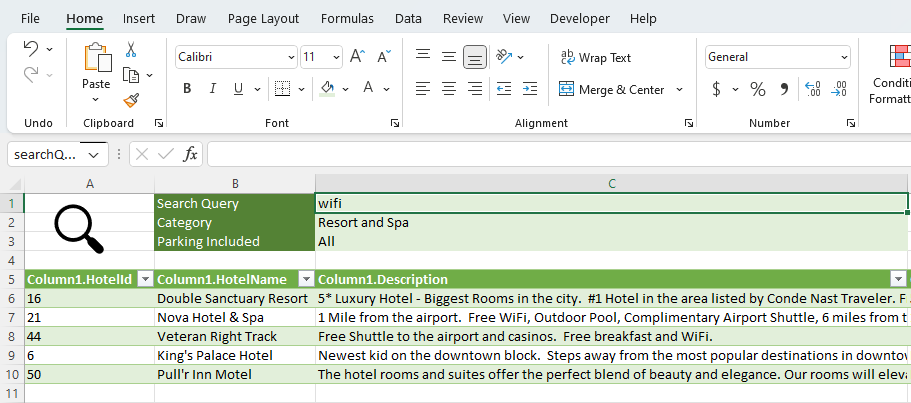 File Home Insert Draw Page Layout Formulas Data Review View Developer Help
Calibri 11 A A ab Wrap Text General
Paste B I U A Merge & Center $ % Conditi
Formatt
Undo Clipboard Font Alignment Number
searchQ... fx
A B C
1 Search Query wifi
2 Category Resort and Spa
3 Parking Included All
4
5 Column1.HotelId Column1.HotelName Column1.Description
6 16 Double Sanctuary Resort 5* Luxury Hotel - Biggest Rooms in the city. #1 Hotel in the area listed by Conde Nast Traveler. F
7 21 Nova Hotel & Spa 1 Mile from the airport. Free WiFi, Outdoor Pool, Complimentary Airport Shuttle, 6 miles from t
8 44 Veteran Right Track Free Shuttle to the airport and casinos. Free breakfast and WiFi.
9 6 King's Palace Hotel Newest kid on the downtown block. Steps away from the most popular destinations in downtow
10 50 Pull'r Inn Motel The hotel rooms and suites offer the perfect blend of beauty and elegance. Our rooms will eleva
11